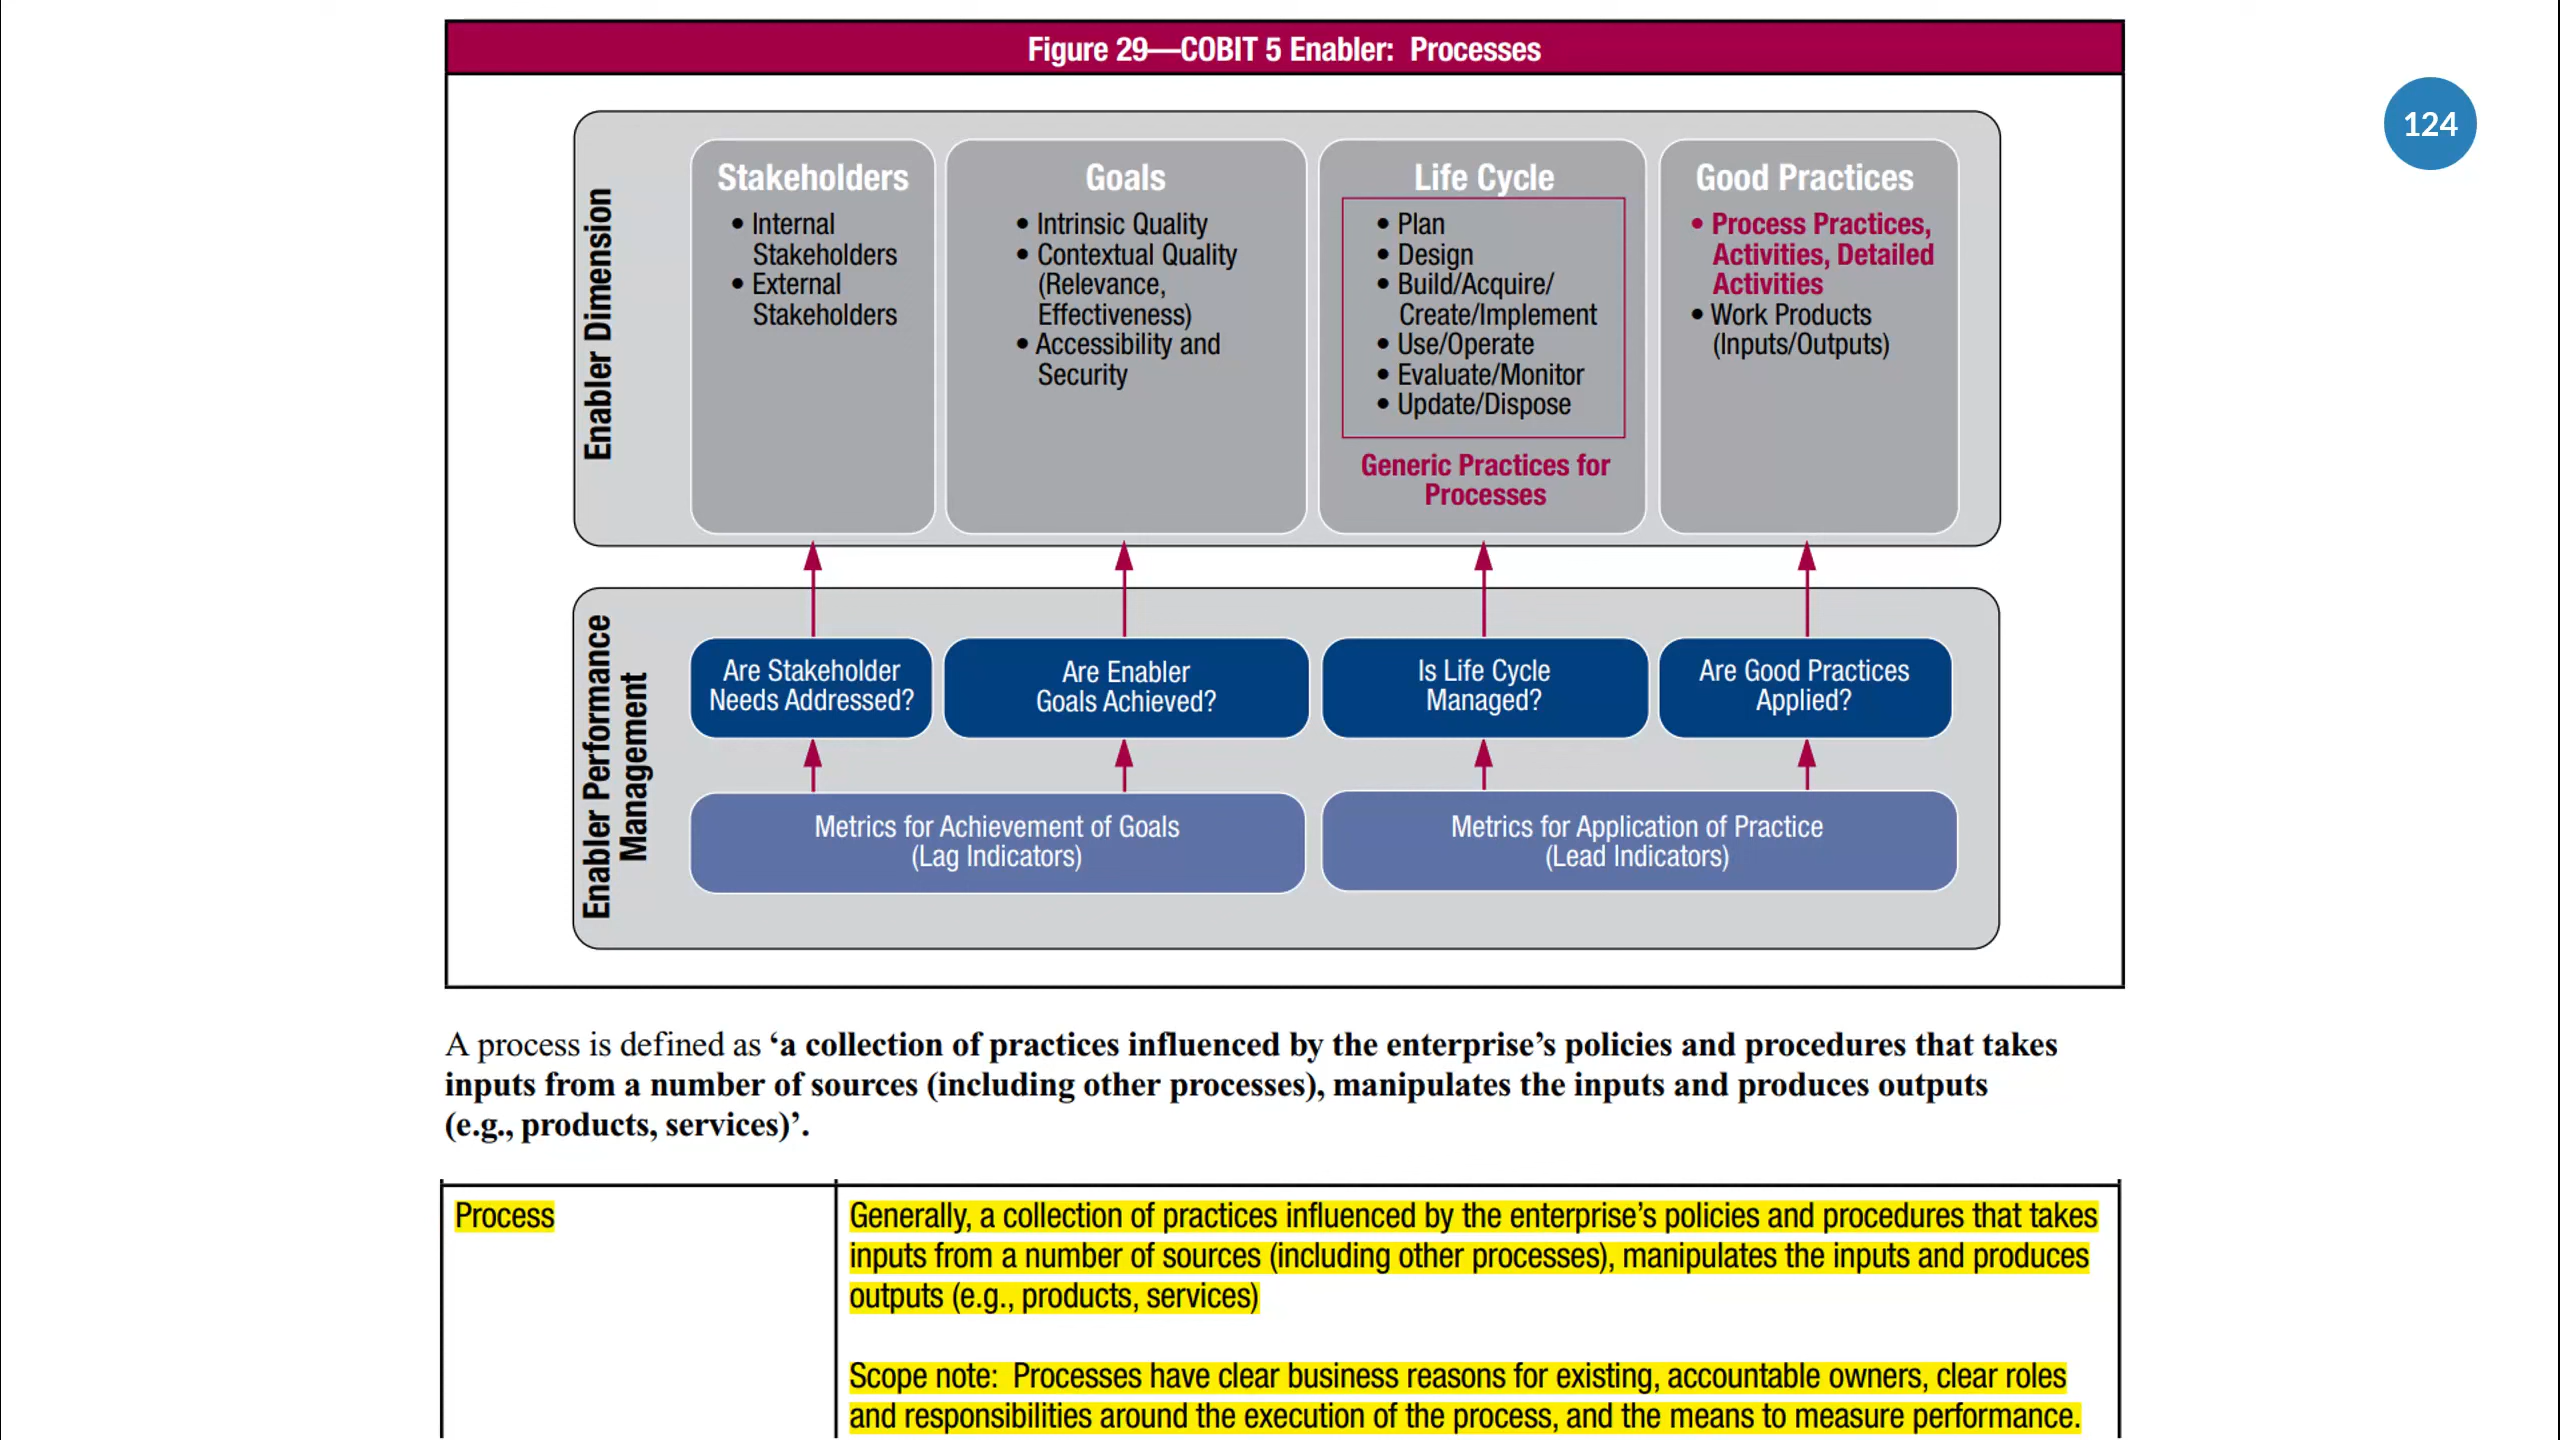 Figure 29—COBIT 5 Enabler:  Processes
124
Enabler Dimension
Stakeholders
• Internal
Stakeholders
• External
Stakeholders
Goals
• Intrinsic Quality
• Contextual Quality
(Relevance,
Effectiveness)
• Accessibility and
Security
Life Cycle
• Plan
• Design
• Build/Acquire/
Create/Implement
• Use/Operate
• Evaluate/Monitor
• Update/Dispose
Generic Practices for
Processes
Good Practices
• Process Practices,
Activities, Detailed
Activities
• Work Products
(Inputs/Outputs)
Enabler Performance
Management
Are Stakeholder
Needs Addressed?
Are Enabler
Goals Achieved?
Is Life Cycle
Managed?
Are Good Practices
Applied?
Metrics for Achievement of Goals
(Lag Indicators)
Metrics for Application of Practice
(Lead Indicators)
A process is defined as ‘a collection of practices influenced by the enterprise’s policies and procedures that takes
inputs from a number of sources (including other processes), manipulates the inputs and produces outputs
(e.g., products, services)’.
Process
Generally, a collection of practices influenced by the enterprise’s policies and procedures that takes
inputs from a number of sources (including other processes), manipulates the inputs and produces
outputs (e.g., products, services)
Scope note:  Processes have clear business reasons for existing, accountable owners, clear roles
and responsibilities around the execution of the process, and the means to measure performance.